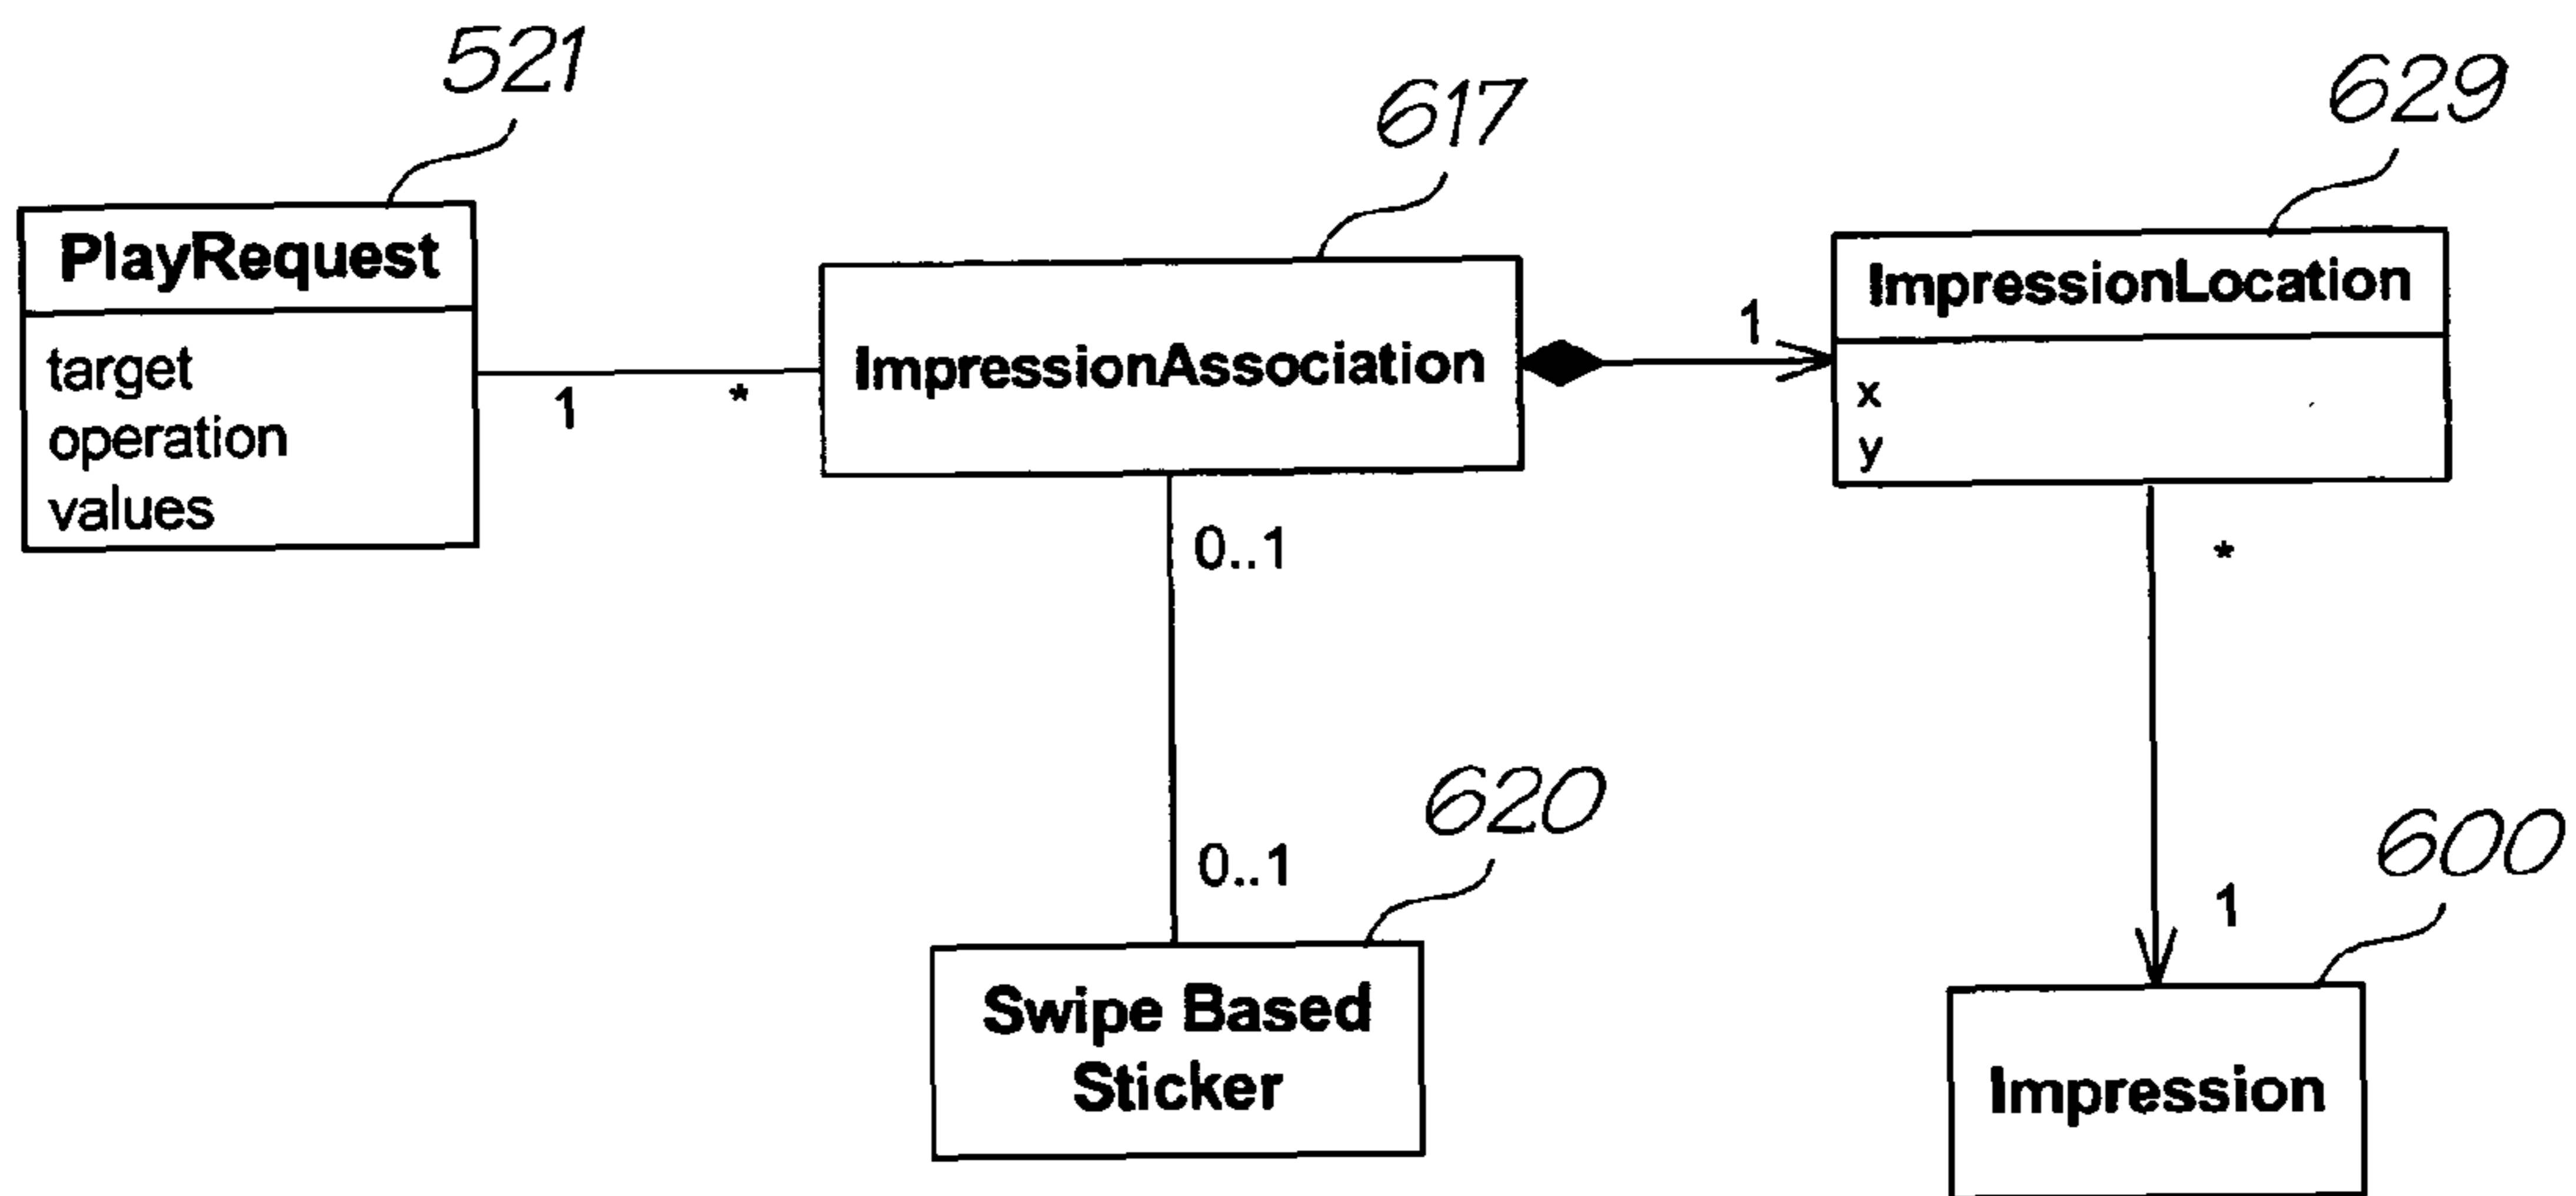 521
617
629
PlayRequest
target
operation
values
1
*
ImpressionAssociation
1
ImpressionLocation
x
y
0..1
0..1
*
1
620
600
Swipe Based
Sticker
Impression